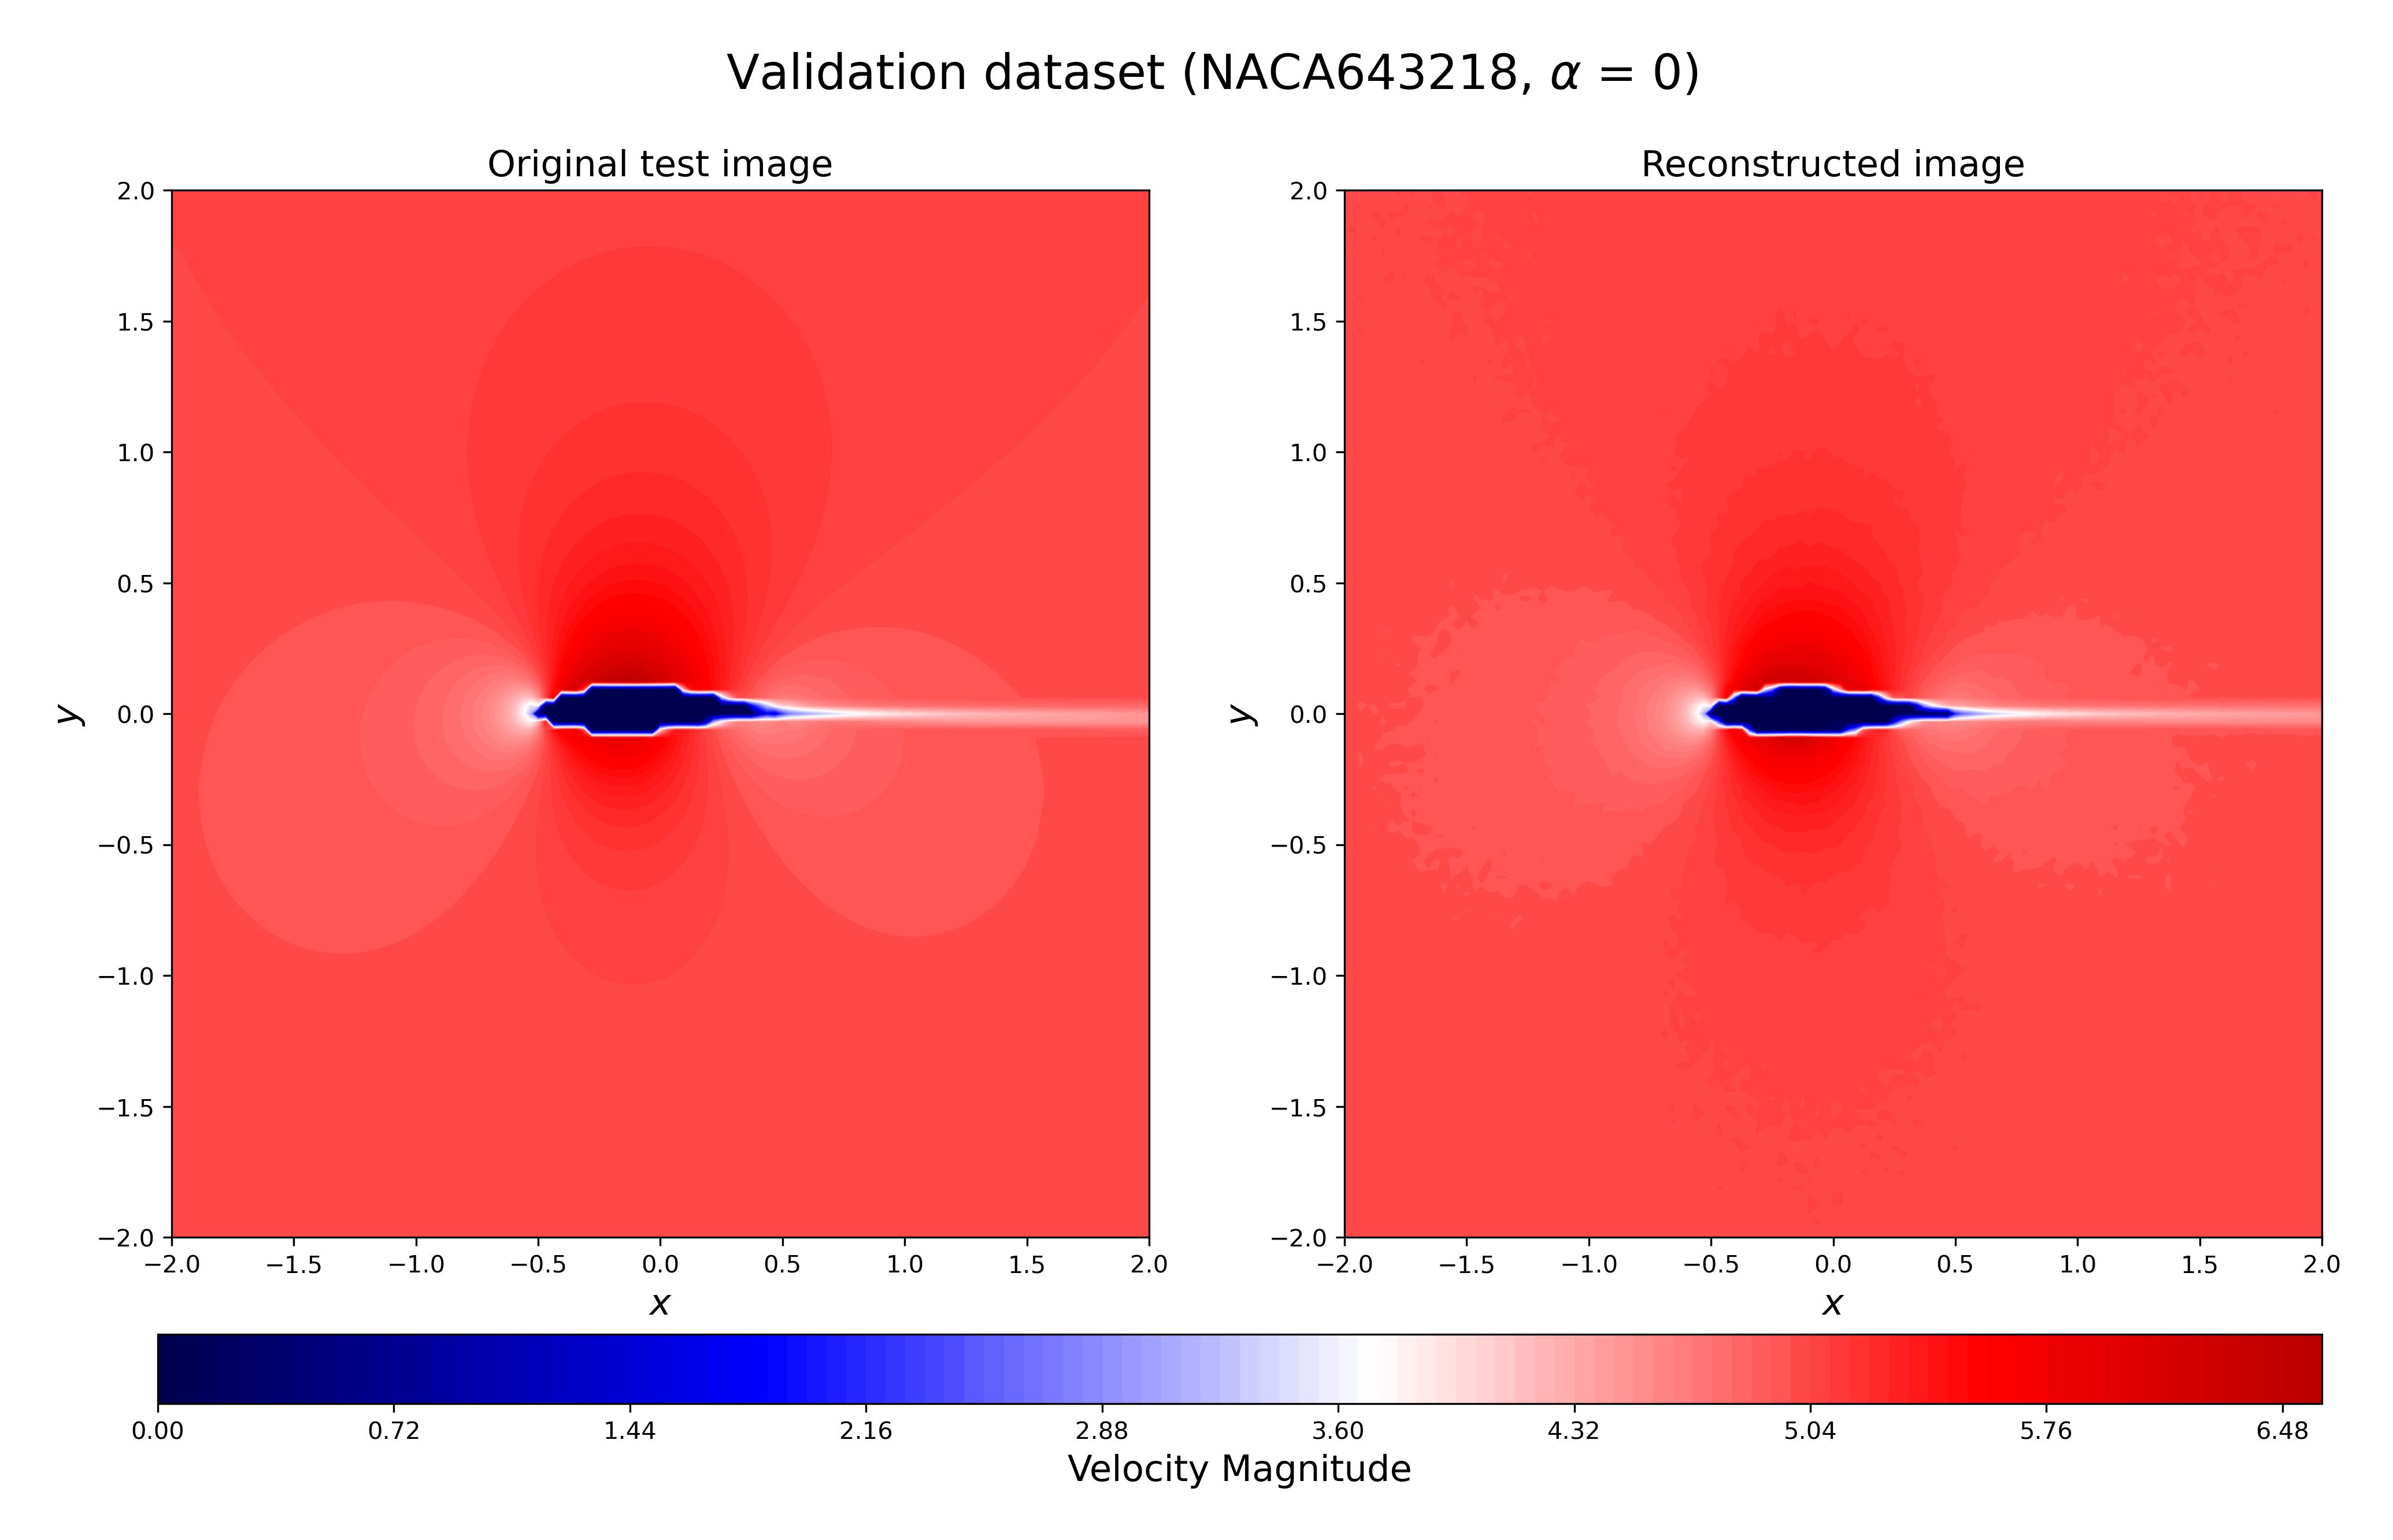 Validation dataset (NACA643218, α = 0)
Original test image
Reconstructed image
2.0
1.5
1.0
0.5
0.0
−0.5
−1.0
−1.5
−2.0
y
−2.0 −1.5 −1.0 −0.5 0.0 0.5 1.0 1.5 2.0
x
2.0
1.5
1.0
0.5
0.0
−0.5
−1.0
−1.5
−2.0
y
−2.0 −1.5 −1.0 −0.5 0.0 0.5 1.0 1.5 2.0
x
0.00 0.72 1.44 2.16 2.88 3.60 4.32 5.04 5.76 6.48
Velocity Magnitude